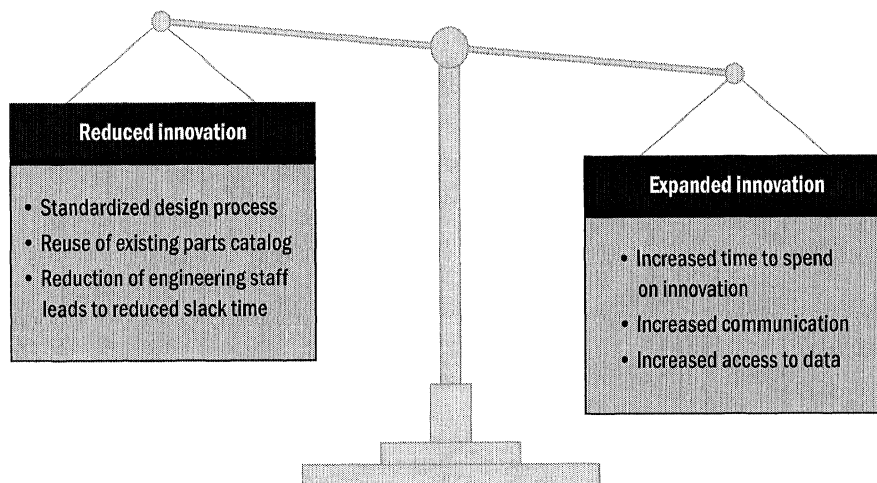 Reduced innovation
• Standardized design process
• Reuse of existing parts catalog
• Reduction of engineering staff
leads to reduced slack time
Expanded innovation
• Increased time to spend
on innovation
• Increased communication
• Increased access to data